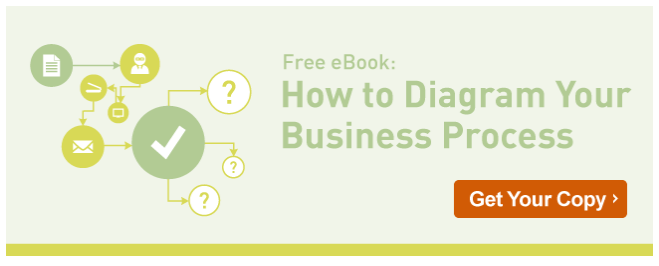 Free eBook:
How to Diagram Your
Business Process
Get Your Copy ›
?
?
?